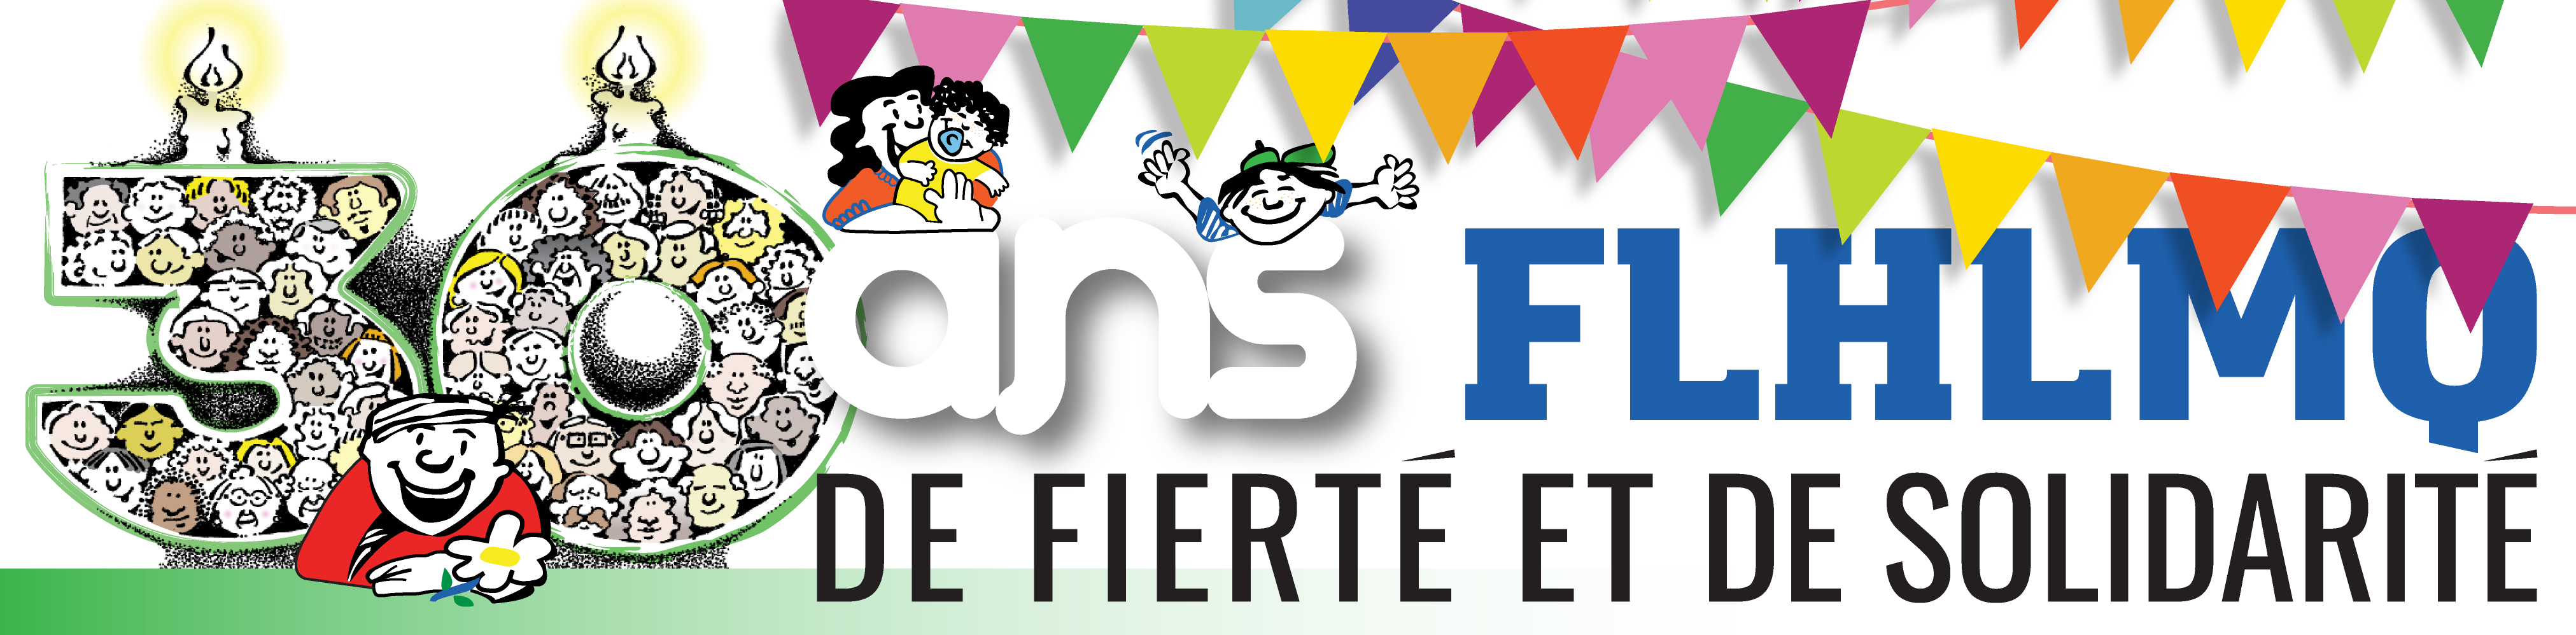 30 ans FLHLMQ
DE FIERTÉ ET DE SOLIDARITÉ